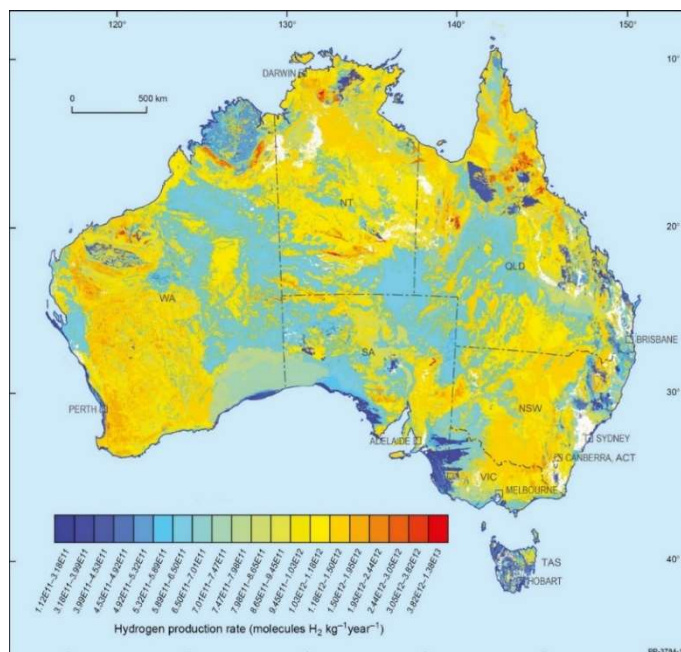 120° 130° 140° 150°
10°
DARWIN
0 500 km
NT
20°
QLD
WA
BRISBANE
SA
NSW
30°
PERTH
SYDNEY
ADELAIDE
CANBERRA, ACT
VIC
MELBOURNE
40°
TAS
HOBART
1.12E11–3.18E11
3.18E11–3.99E11
3.99E11–4.53E11
4.53E11–4.92E11
4.92E11–5.32E11
5.32E11–5.89E11
5.89E11–6.50E11
6.50E11–7.01E11
7.01E11–7.47E11
7.47E11–7.98E11
7.98E11–8.65E11
8.65E11–9.45E11
9.45E11–1.03E12
1.03E12–1.18E12
1.18E12–1.50E12
1.50E12–1.95E12
1.95E12–2.44E12
2.44E12–3.05E12
3.05E12–3.82E12
3.82E12–1.38E13
Hydrogen production rate (molecules H₂ kg⁻¹year⁻¹)